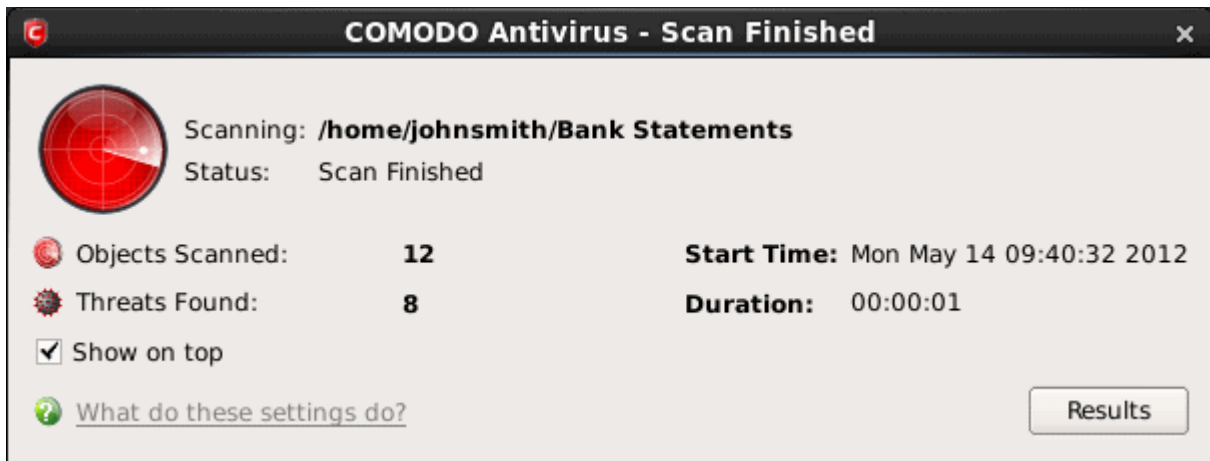 COMODO Antivirus - Scan Finished
Scanning: /home/johnsmith/Bank Statements
Status: Scan Finished
Objects Scanned: 12 Start Time: Mon May 14 09:40:32 2012
Threats Found: 8 Duration: 00:00:01
Show on top
What do these settings do?
Results